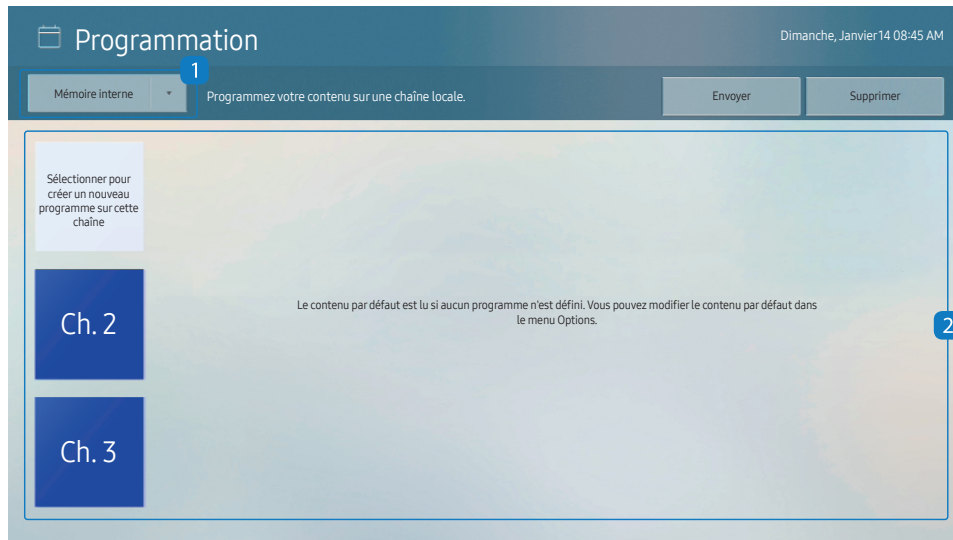 Programmation
Dimanche, Janvier 14 08:45 AM
1
Mémoire interne
Programmez votre contenu sur une chaîne locale.
Envoyer
Supprimer
Sélectionner pour
créer un nouveau
programme sur cette
chaîne
Ch. 2
Le contenu par défaut est lu si aucun programme n'est défini. Vous pouvez modifier le contenu par défaut dans
le menu Options.
2
Ch. 3